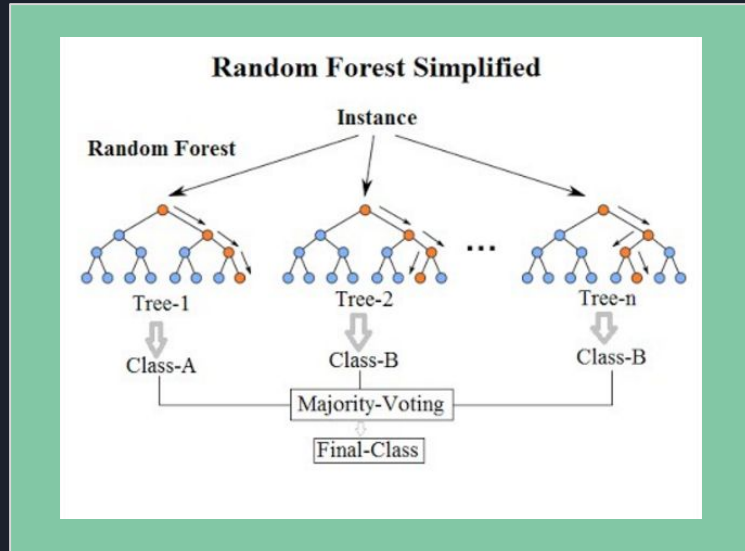 Random Forest Simplified
Instance
Random Forest
...
Tree-1
Tree-2
Tree-n
Class-A
Class-B
Class-B
Majority-Voting
Final-Class